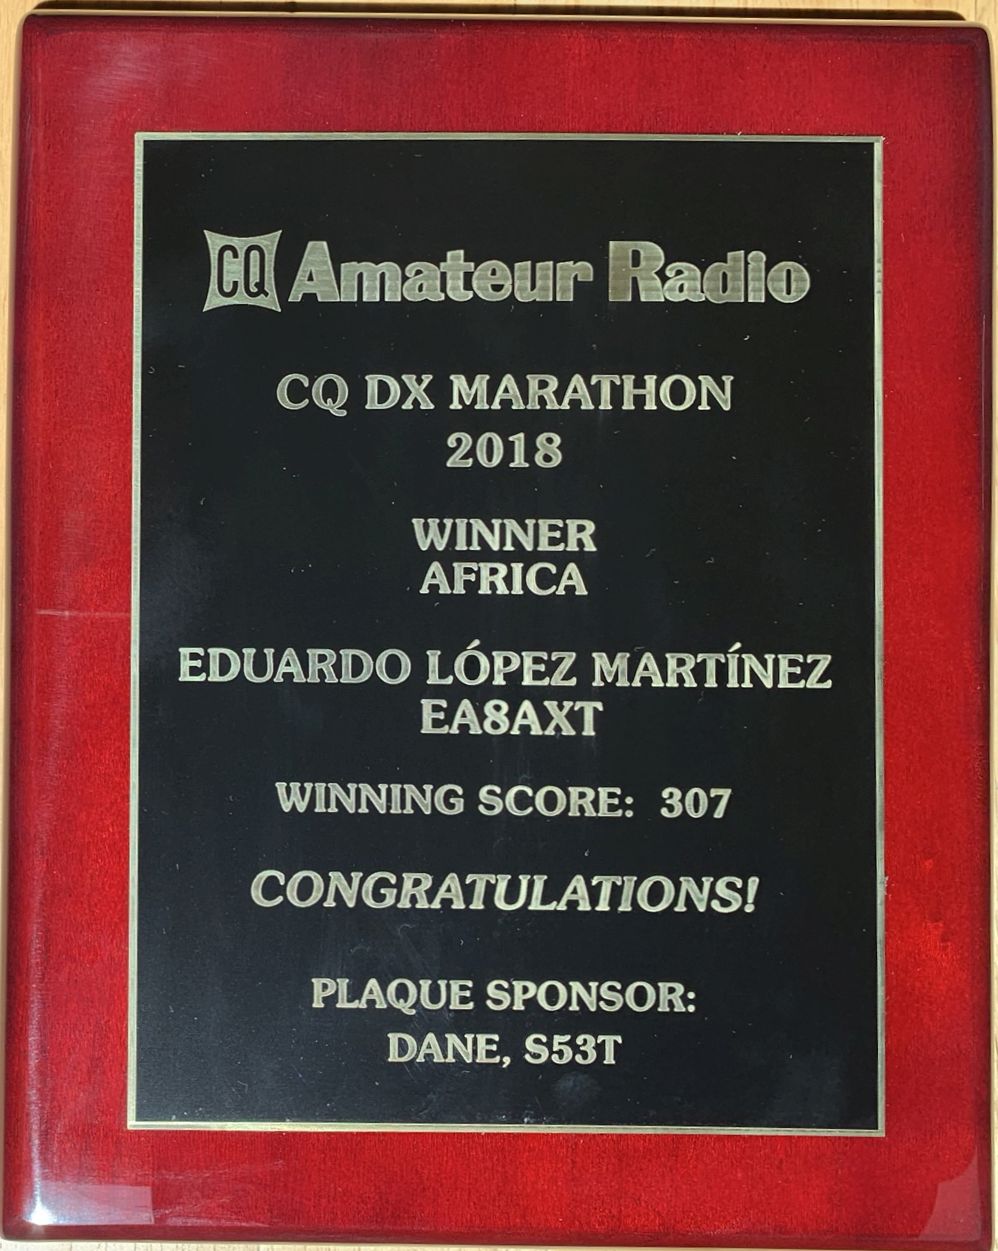 CQ Amateur Radio
CQ DX MARATHON
2018
WINNER
AFRICA
EDUARDO LÓPEZ MARTÍNEZ
EA8AXT
WINNING SCORE: 307
CONGRATULATIONS!
PLAQUE SPONSOR:
DANE, S53T